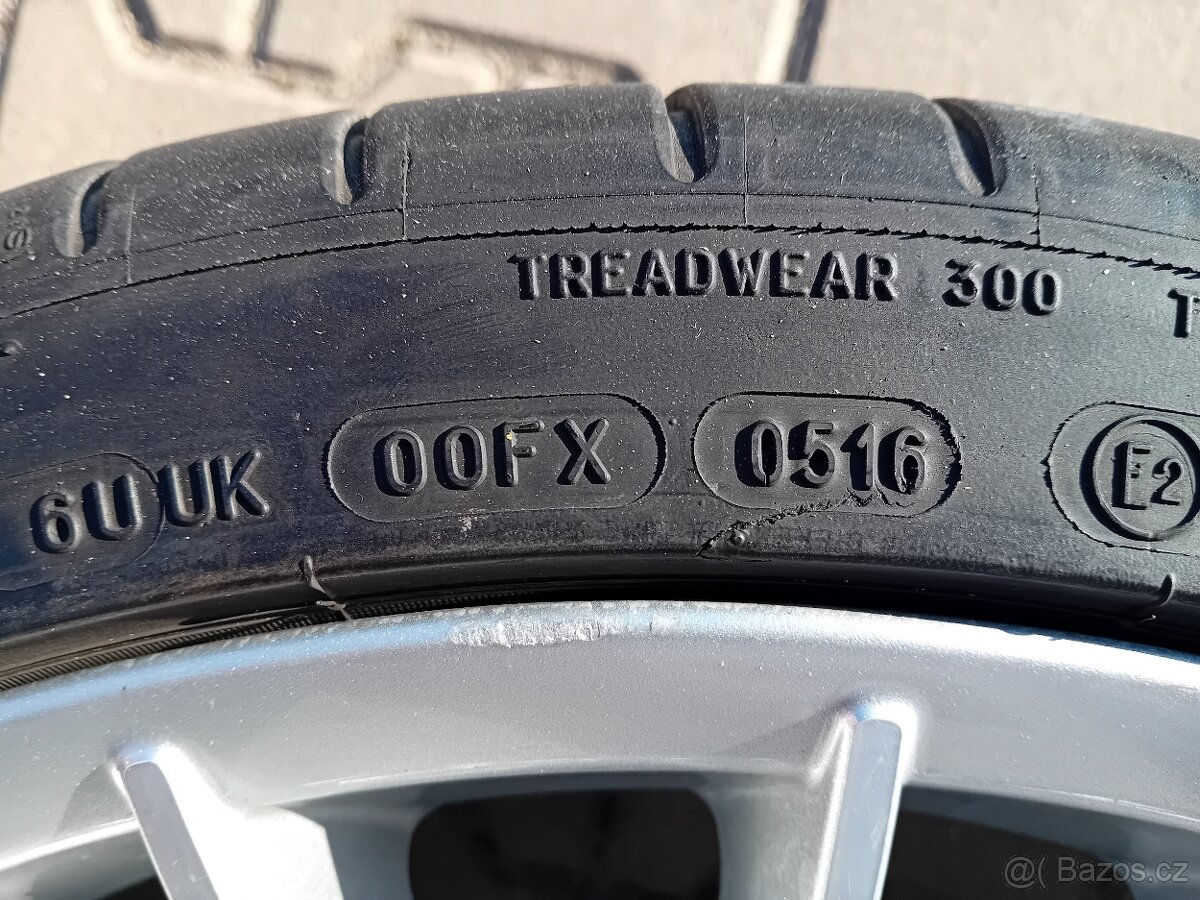 TREADWEAR 300
6U UK 00FX 0516 E2
@( Bazos.cz